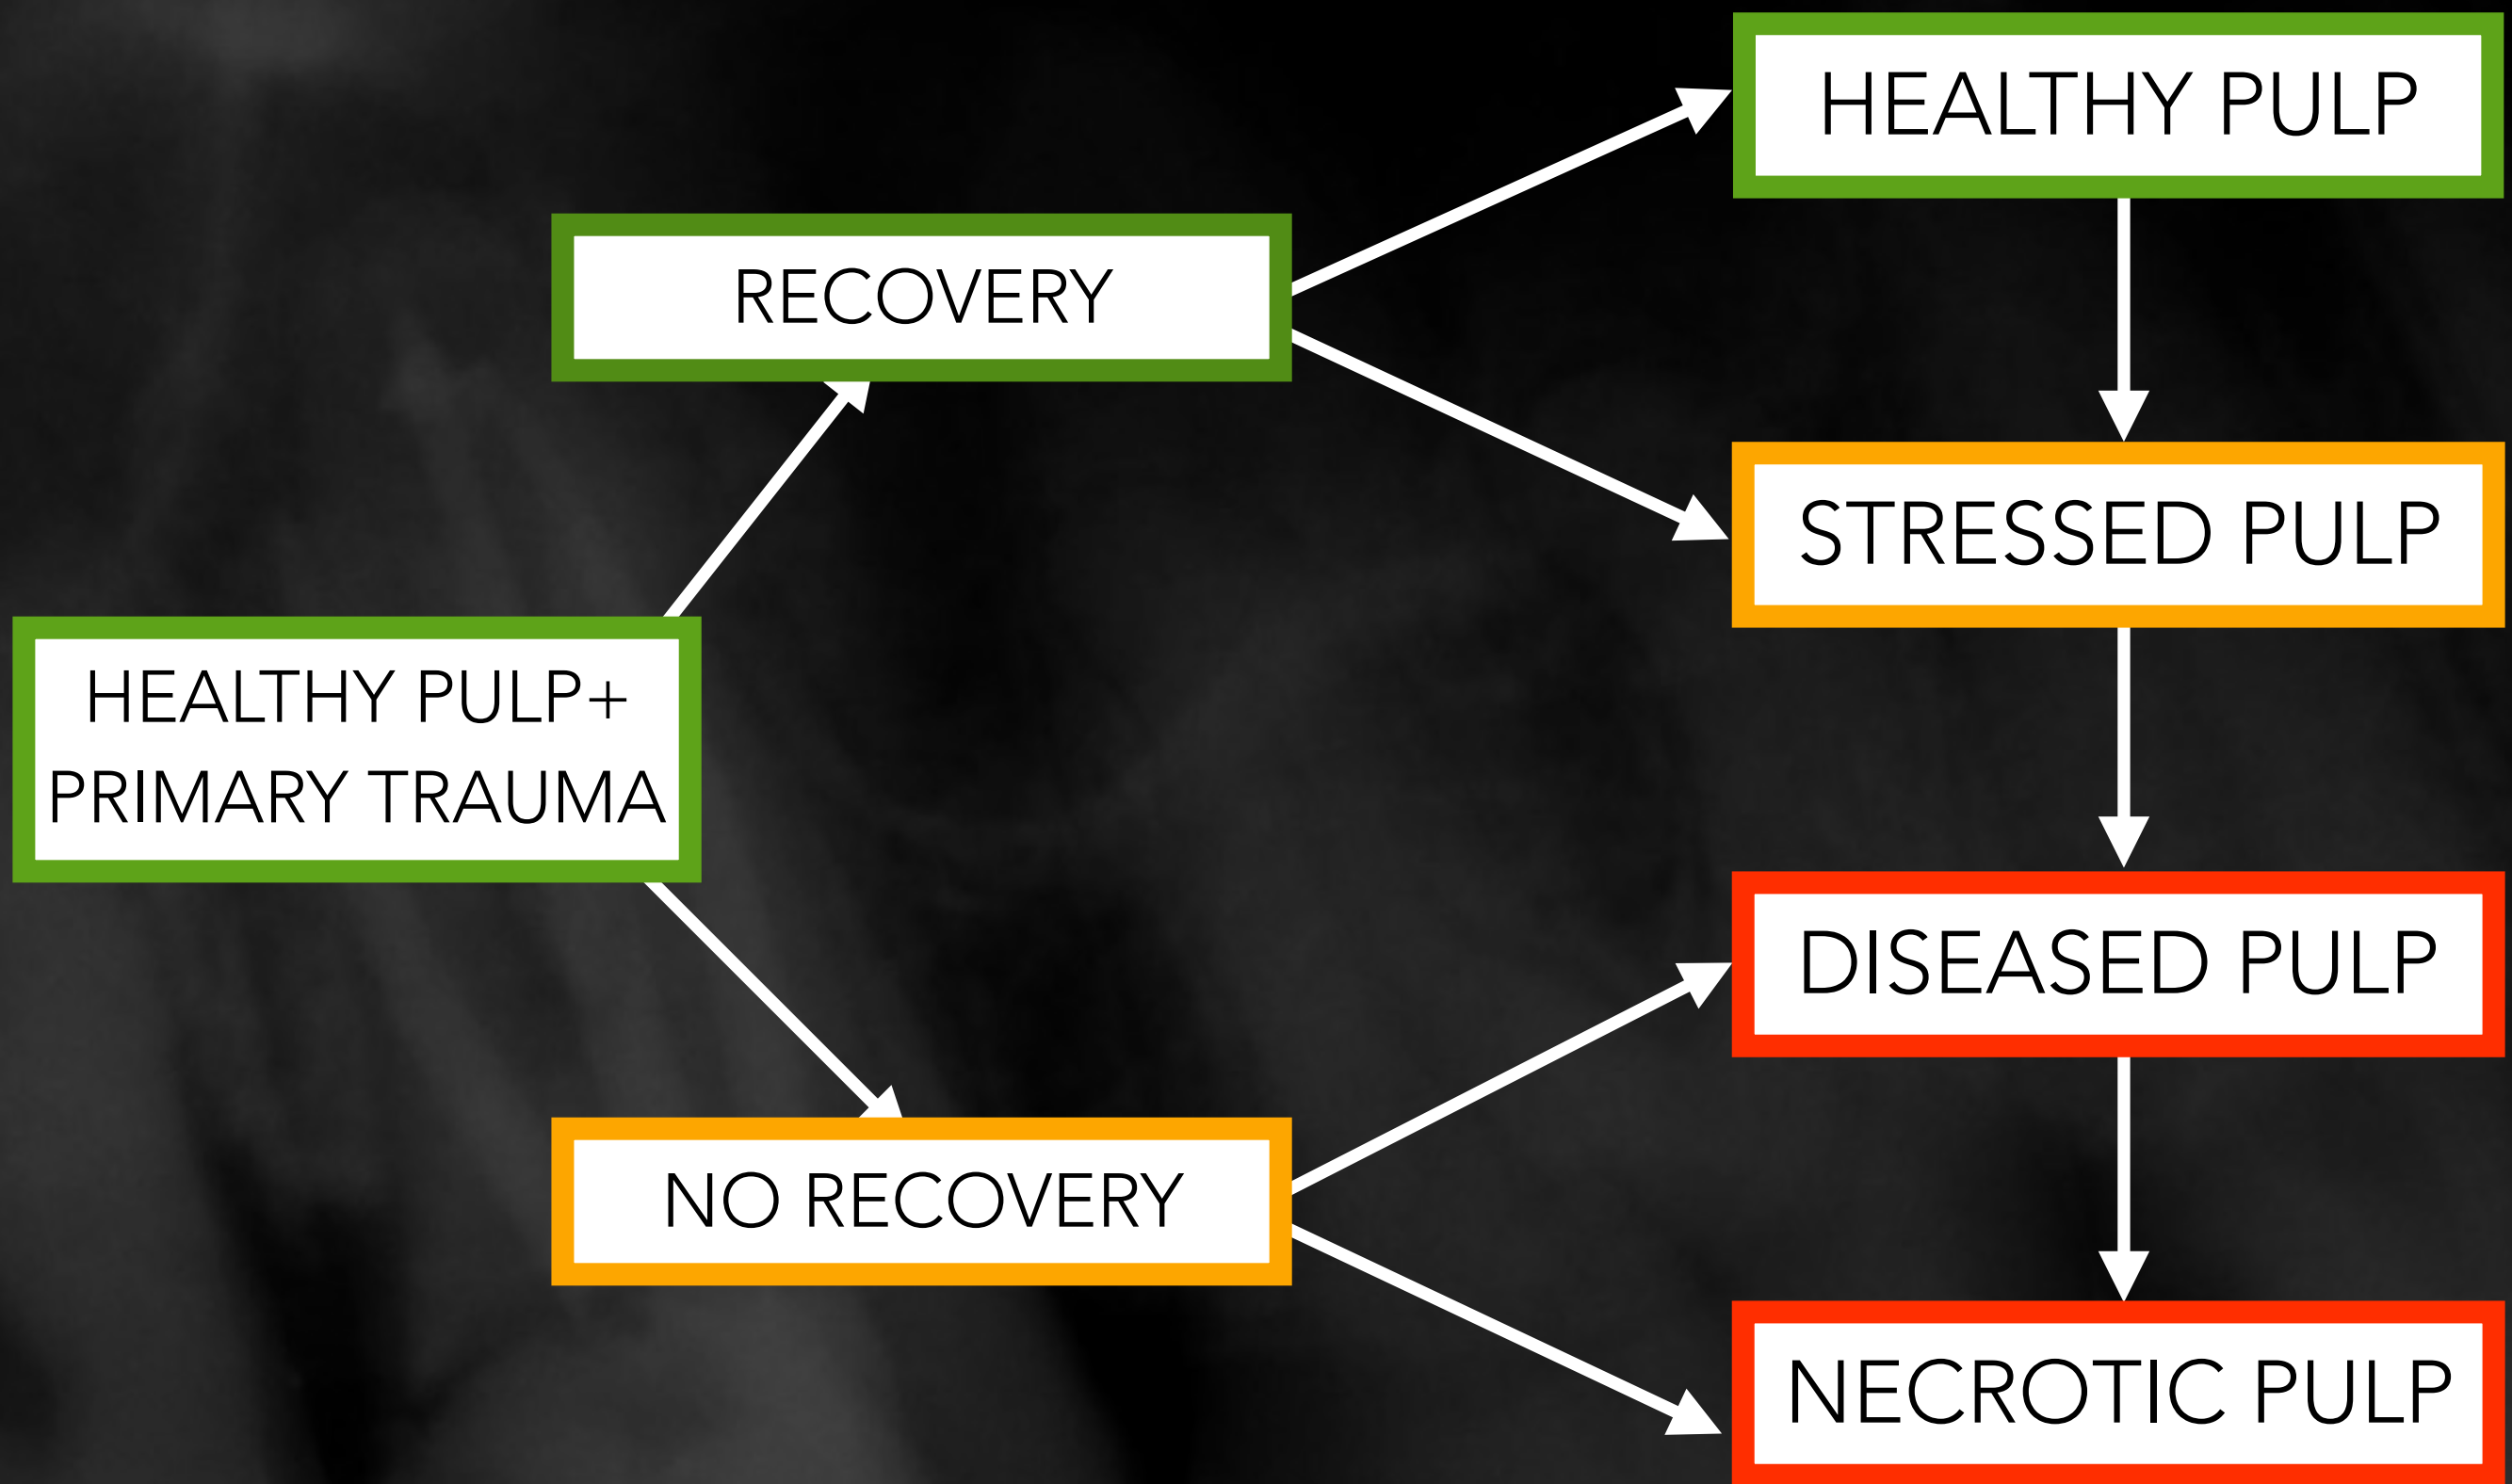 HEALTHY PULP
RECOVERY
STRESSED PULP
HEALTHY PULP+
PRIMARY TRAUMA
DISEASED PULP
NO RECOVERY
NECROTIC PULP